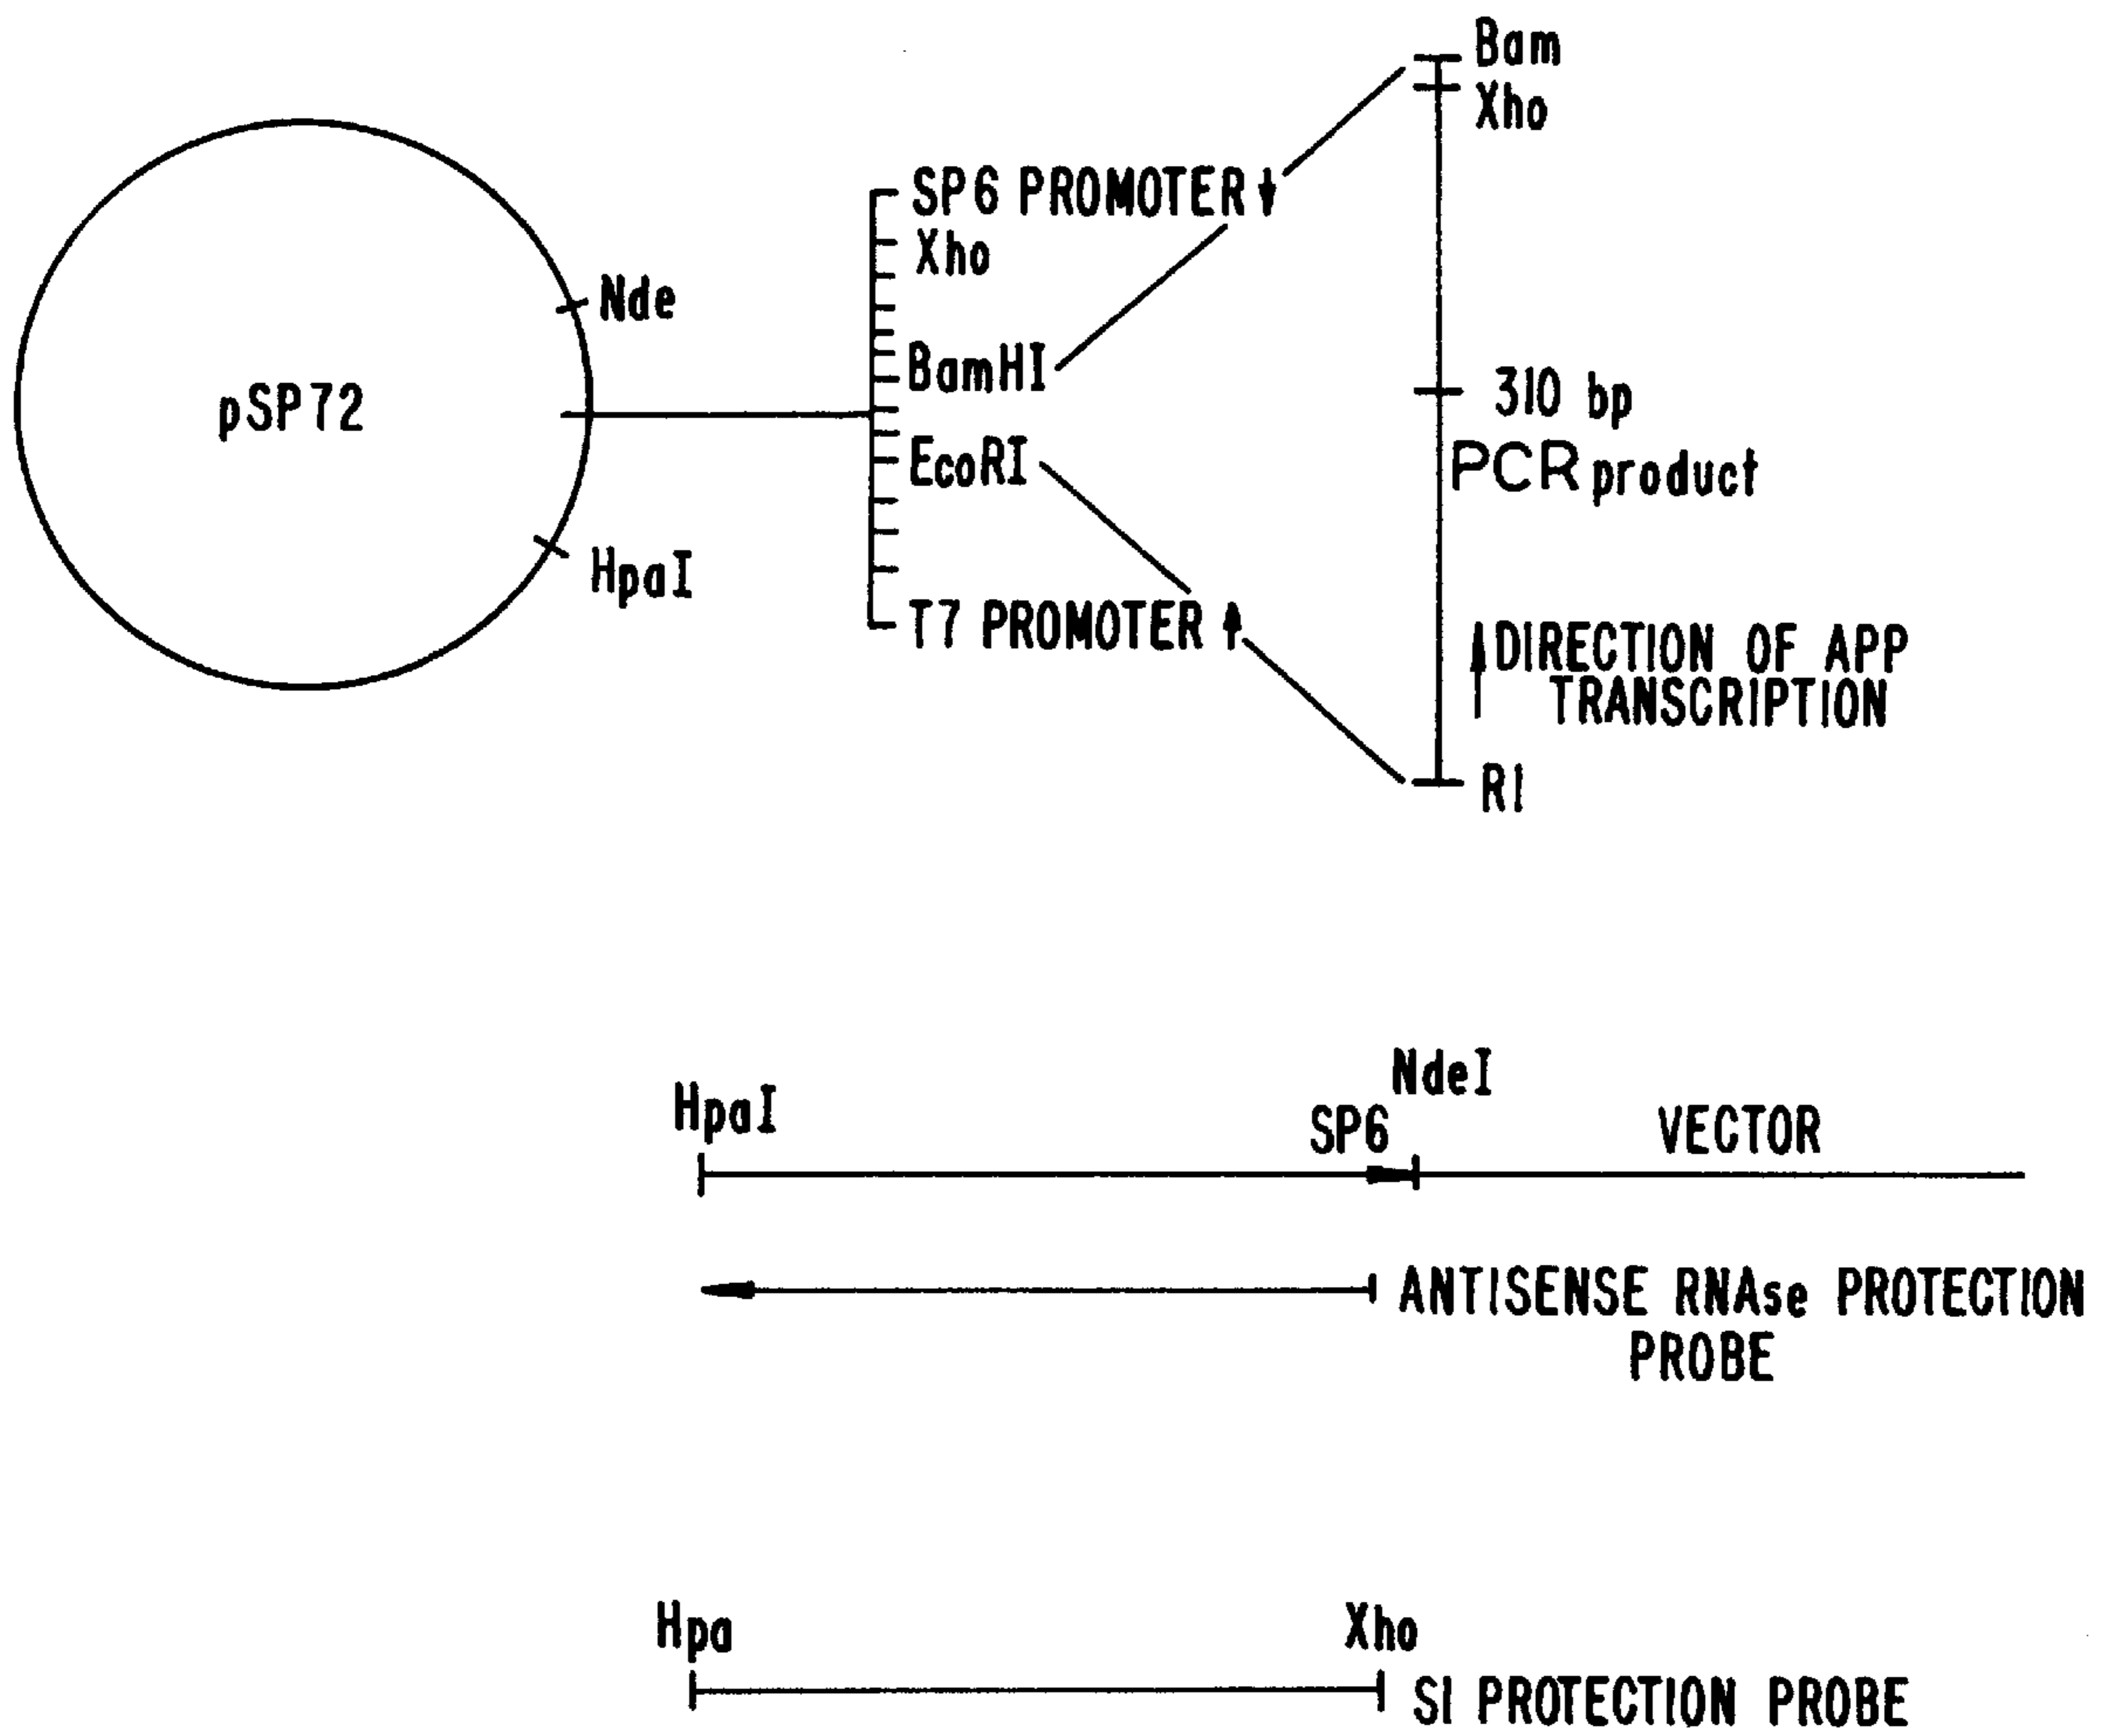 Bam
Xho
SP6 PROMOTER
Xho
Nde
BamHI
pSP72
310 bp
PCR product
EcoRI
HpaI
T7 PROMOTER
DIRECTION OF APP
TRANSCRIPTION
RI
NdeI
HpaI
SP6
VECTOR
ANTISENSE RNAse PROTECTION
PROBE
Hpa
Xho
SI PROTECTION PROBE